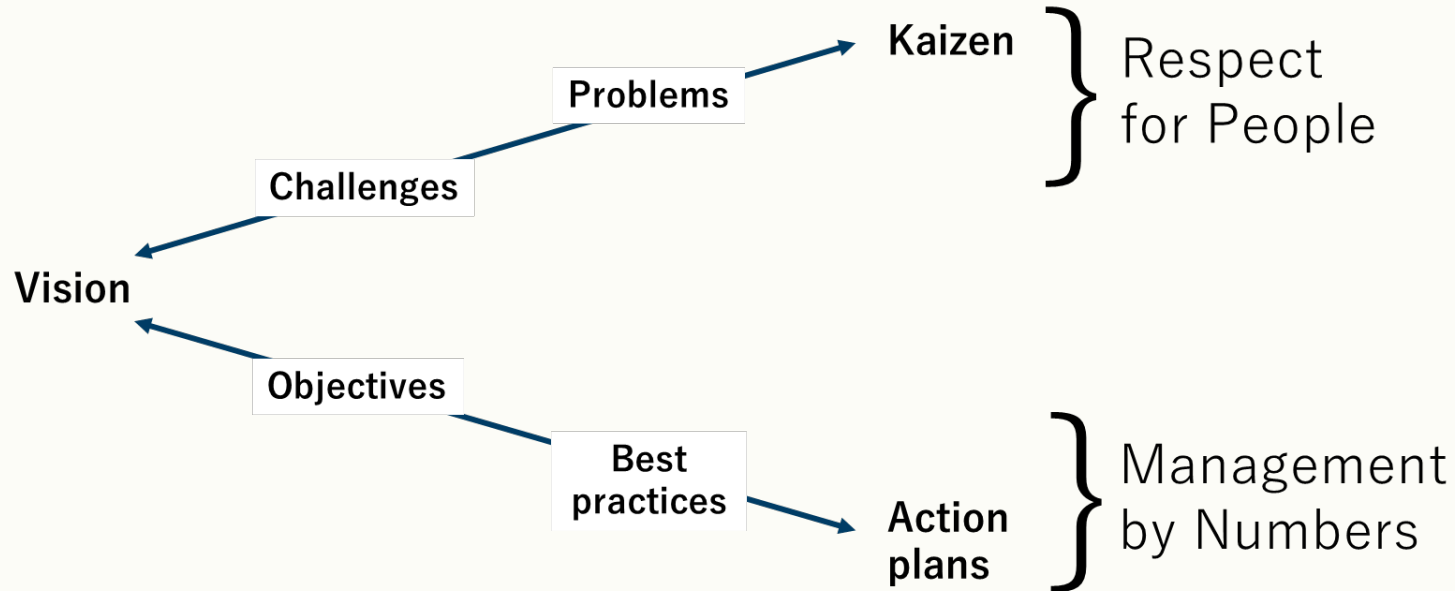 Kaizen
Respect
for People
Problems
Challenges
Vision
Objectives
Best
practices
Action
plans
Management
by Numbers